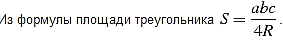 Из формулы площади треугольника S = abc/4R.